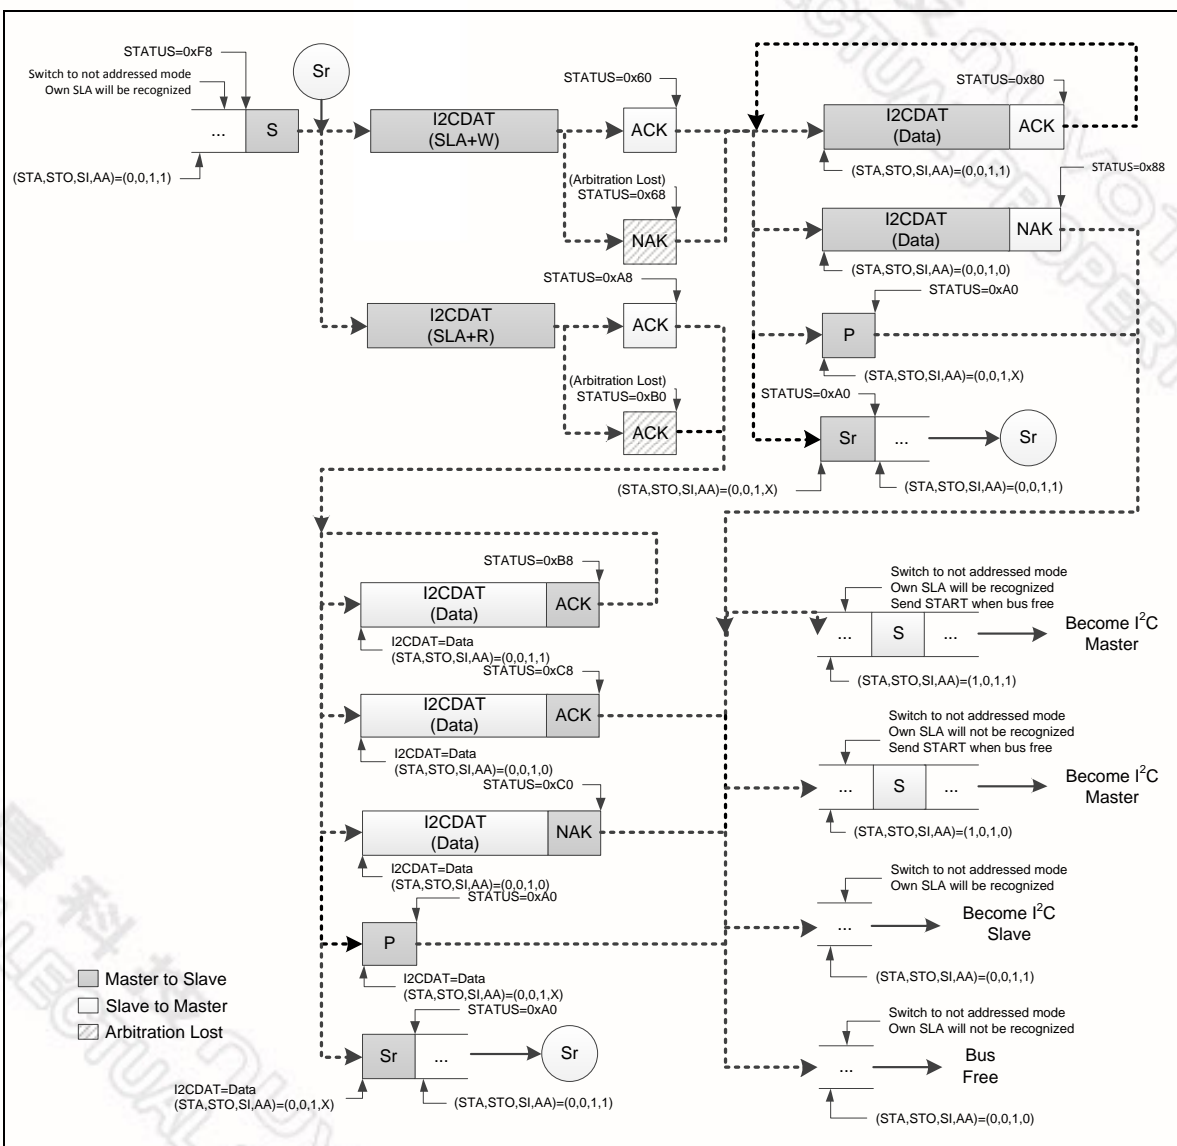 STATUS=0xF8
Switch to not addressed mode
Own SLA will be recognized
...
S
(STA,STO,SI,AA)=(0,0,1,1)
Sr
I2CDAT
(SLA+W)
STATUS=0x60
ACK
(Arbitration Lost)
STATUS=0x68
NAK
I2CDAT
(SLA+R)
STATUS=0xA8
ACK
(Arbitration Lost)
STATUS=0xB0
ACK
STATUS=0x80
I2CDAT
(Data)
ACK
(STA,STO,SI,AA)=(0,0,1,1)
STATUS=0x88
I2CDAT
(Data)
NAK
(STA,STO,SI,AA)=(0,0,1,0)
STATUS=0xA0
P
(STA,STO,SI,AA)=(0,0,1,X)
STATUS=0xA0
Sr
...
Sr
(STA,STO,SI,AA)=(0,0,1,X)
(STA,STO,SI,AA)=(0,0,1,1)
STATUS=0xB8
I2CDAT
(Data)
ACK
I2CDAT=Data
(STA,STO,SI,AA)=(0,0,1,1)
STATUS=0xC8
I2CDAT
(Data)
ACK
I2CDAT=Data
(STA,STO,SI,AA)=(0,0,1,0)
STATUS=0xC0
I2CDAT
(Data)
NAK
I2CDAT=Data
(STA,STO,SI,AA)=(0,0,1,0)
STATUS=0xA0
P
I2CDAT=Data
(STA,STO,SI,AA)=(0,0,1,X)
STATUS=0xA0
Sr
...
Sr
I2CDAT=Data
(STA,STO,SI,AA)=(0,0,1,X)
(STA,STO,SI,AA)=(0,0,1,1)
Switch to not addressed mode
Own SLA will be recognized
Send START when bus free
...
S
...
Become I²C
Master
(STA,STO,SI,AA)=(1,0,1,1)
Switch to not addressed mode
Own SLA will not be recognized
Send START when bus free
...
S
...
Become I²C
Master
(STA,STO,SI,AA)=(1,0,1,0)
Switch to not addressed mode
Own SLA will be recognized
...
Become I²C
Slave
(STA,STO,SI,AA)=(0,0,1,1)
Switch to not addressed mode
Own SLA will not be recognized
...
Bus
Free
(STA,STO,SI,AA)=(0,0,1,0)
Master to Slave
Slave to Master
Arbitration Lost